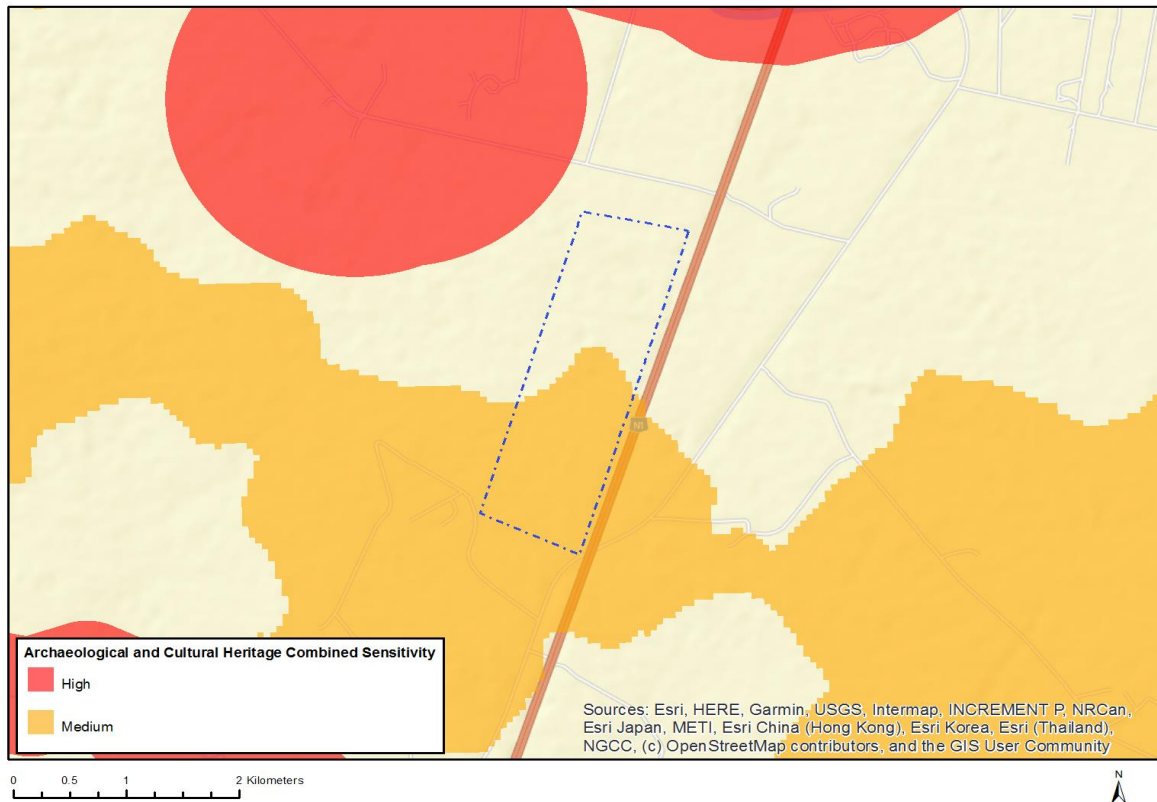 N1
Archaeological and Cultural Heritage Combined Sensitivity
High
Medium
Sources: Esri, HERE, Garmin, USGS, Intermap, INCREMENT P, NRCan,
Esri Japan, METI, Esri China (Hong Kong), Esri Korea, Esri (Thailand),
NGCC, (c) OpenStreetMap contributors, and the GIS User Community
0 0.5 1 2 Kilometers
N